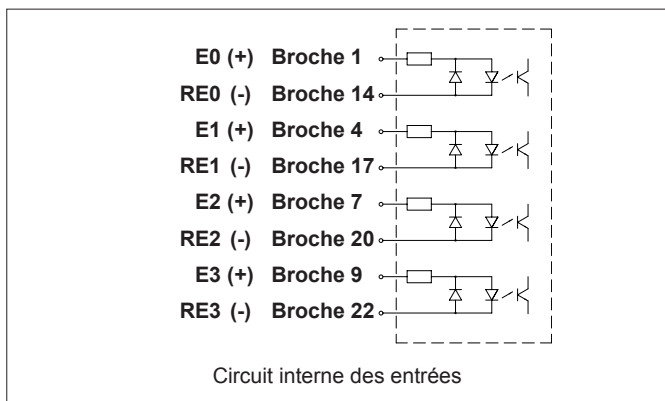 E0 (+) Broche 1
RE0 (-) Broche 14
E1 (+) Broche 4
RE1 (-) Broche 17
E2 (+) Broche 7
RE2 (-) Broche 20
E3 (+) Broche 9
RE3 (-) Broche 22
Circuit interne des entrées